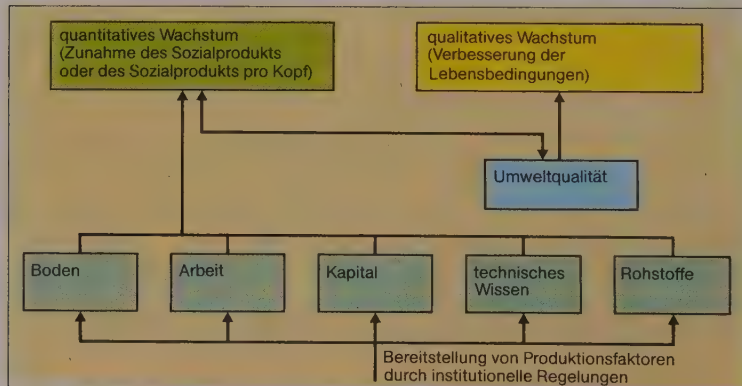 quantitatives Wachstum
(Zunahme des Sozialprodukts
oder des Sozialprodukts pro Kopf)
qualitatives Wachstum
(Verbesserung der
Lebensbedingungen)
Umweltqualität
Boden
Arbeit
Kapital
technisches
Wissen
Rohstoffe
Bereitstellung von Produktionsfaktoren
durch institutionelle Regelungen